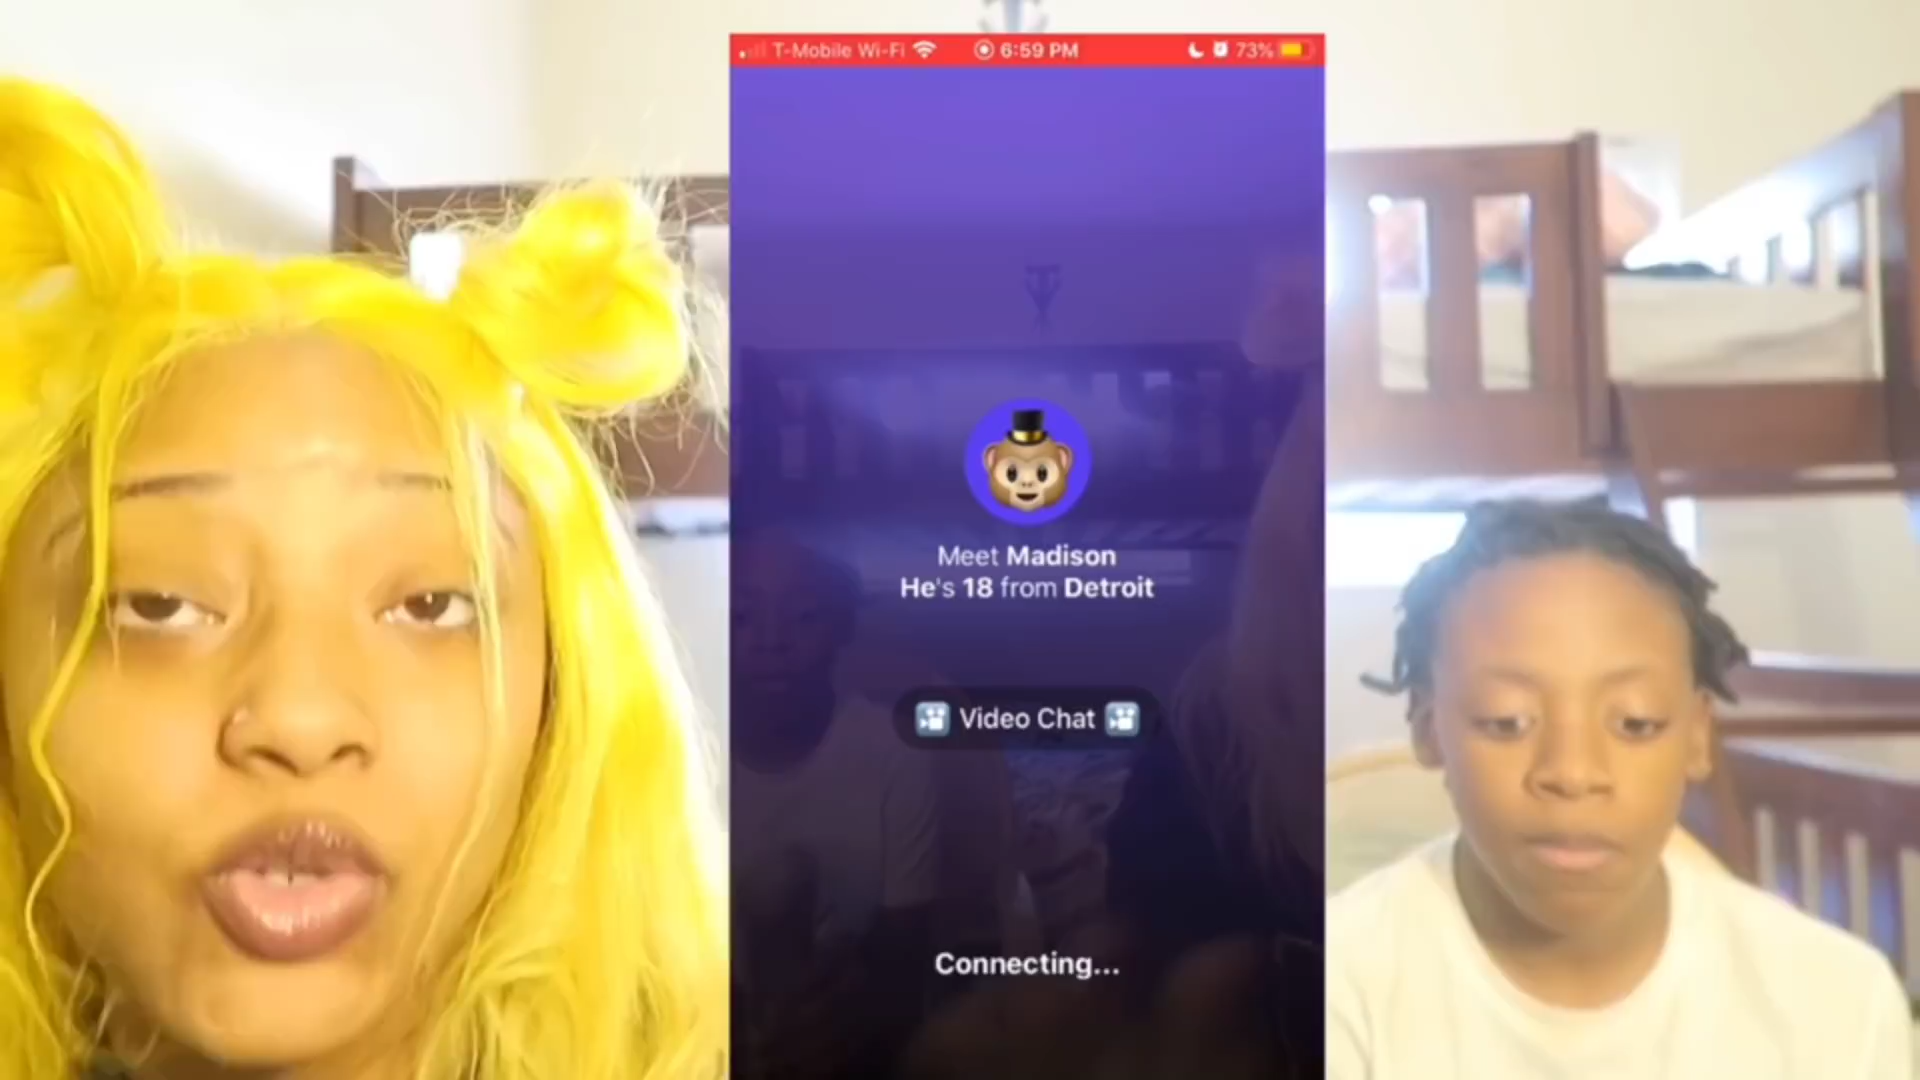 T-Mobile Wi-Fi 6:59 PM 73%
Meet Madison
He's 18 from Detroit
Video Chat
Connecting...